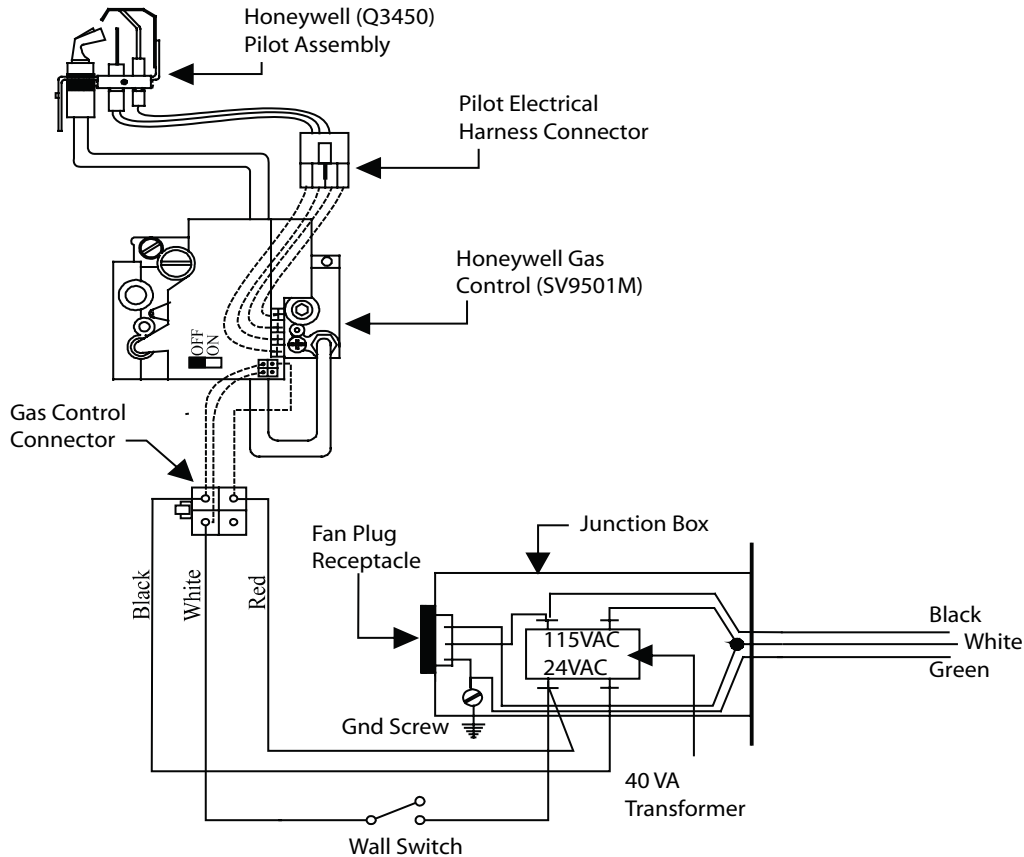 Honeywell (Q3450)
Pilot Assembly
Pilot Electrical
Harness Connector
Honeywell Gas
Control (SV9501M)
OFF
ON
Gas Control
Connector
Fan Plug
Receptacle
Junction Box
Black
White
Red
115VAC
24VAC
Black
White
Green
Gnd Screw
40 VA
Transformer
Wall Switch